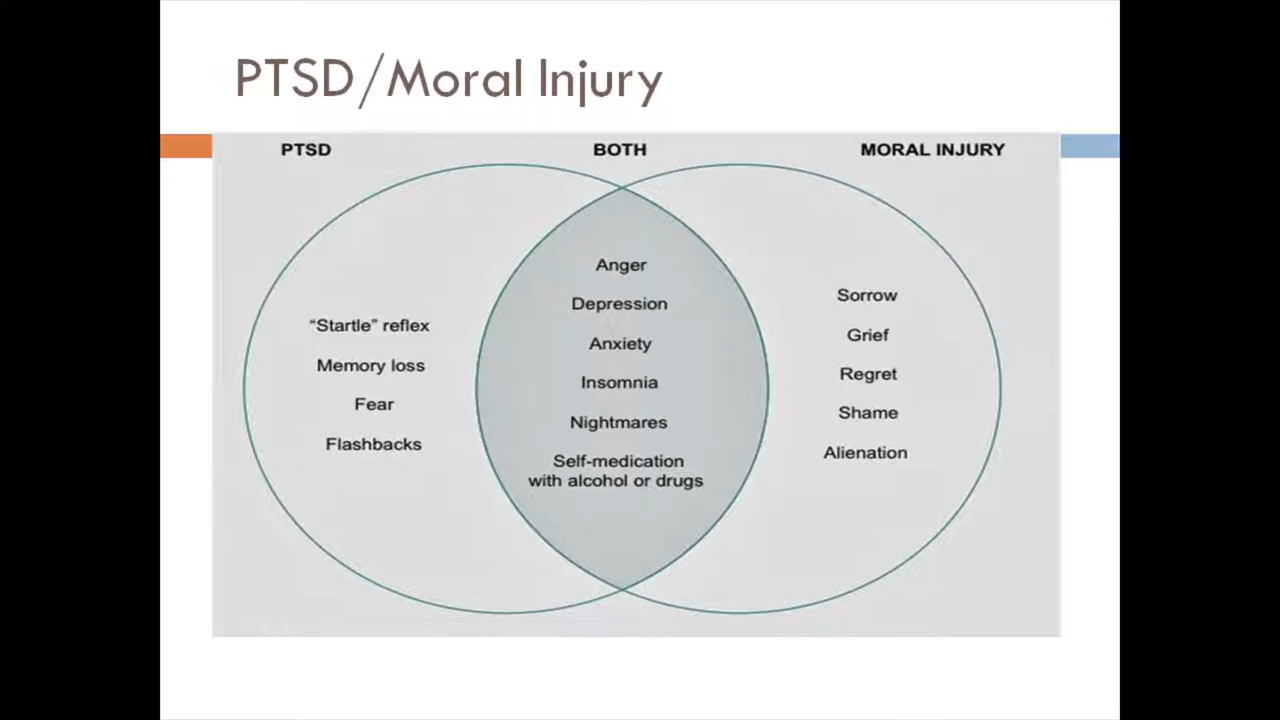 PTSD/Moral Injury
PTSD
BOTH
MORAL INJURY
“Startle” reflex
Memory loss
Fear
Flashbacks
Anger
Depression
Anxiety
Insomnia
Nightmares
Self-medication
with alcohol or drugs
Sorrow
Grief
Regret
Shame
Alienation